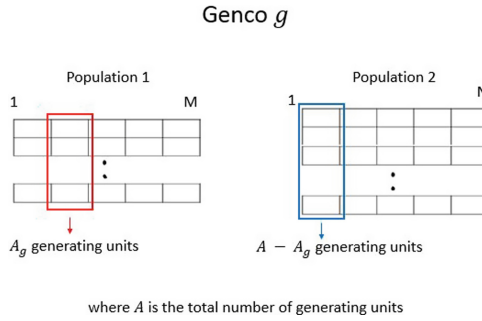 Genco g
Population 1
Population 2
1
M
1
A_g generating units
A − A_g generating units
where A is the total number of generating units